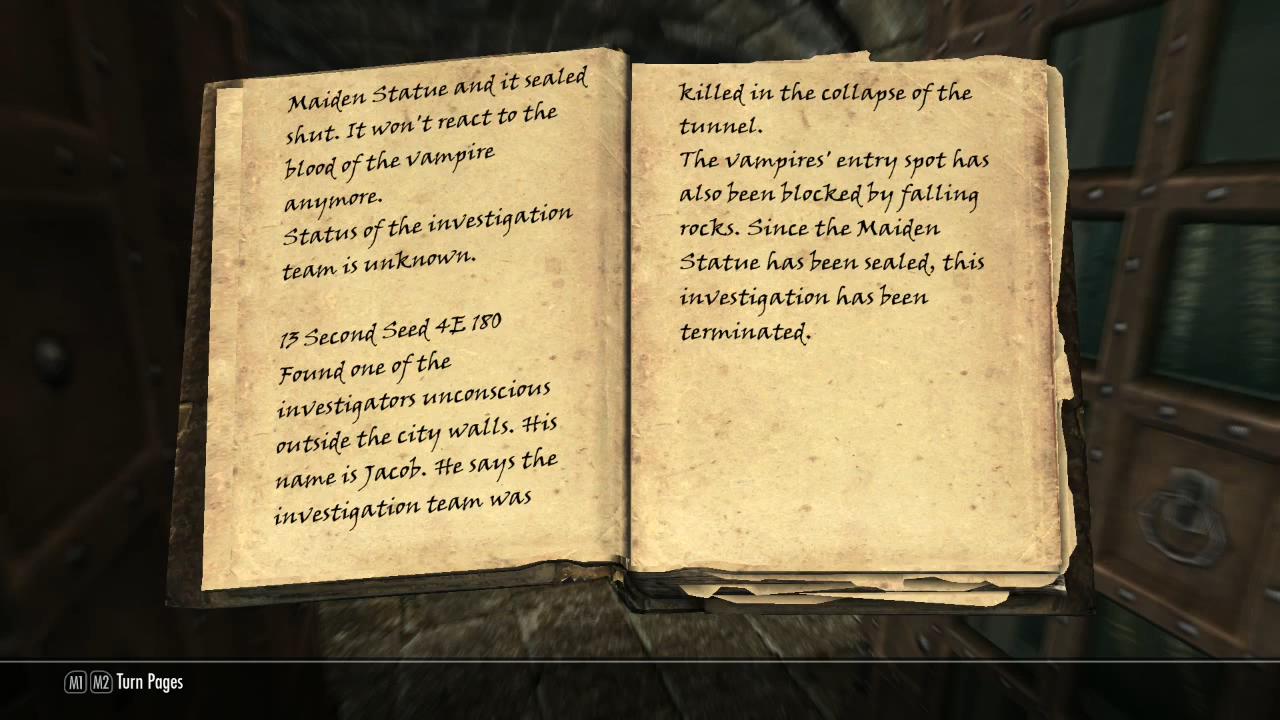 Maiden Statue and it sealed
shut. It won't react to the
blood of the vampire
anymore.
Status of the investigation
team is unknown.
13 Second Seed 4E 180
Found one of the
investigators unconscious
outside the city walls. His
name is Jacob. He says the
investigation team was
killed in the collapse of the
tunnel.
The vampires' entry spot has
also been blocked by falling
rocks. Since the Maiden
Statue has been sealed, this
investigation has been
terminated.
M1 M2 Turn Pages